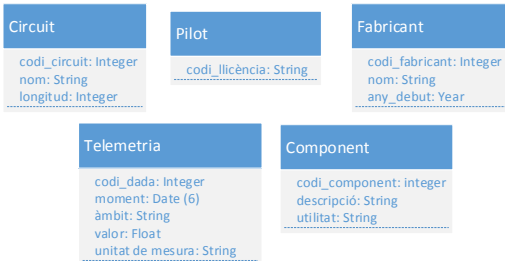 Circuit
codi_circuit: Integer
nom: String
longitud: Integer
Pilot
codi_llicència: String
Fabricant
codi_fabricant: Integer
nom: String
any_debut: Year
Telemetria
codi_dada: Integer
moment: Date (6)
àmbit: String
valor: Float
unitat de mesura: String
Component
codi_component: integer
descripció: String
utilitat: String